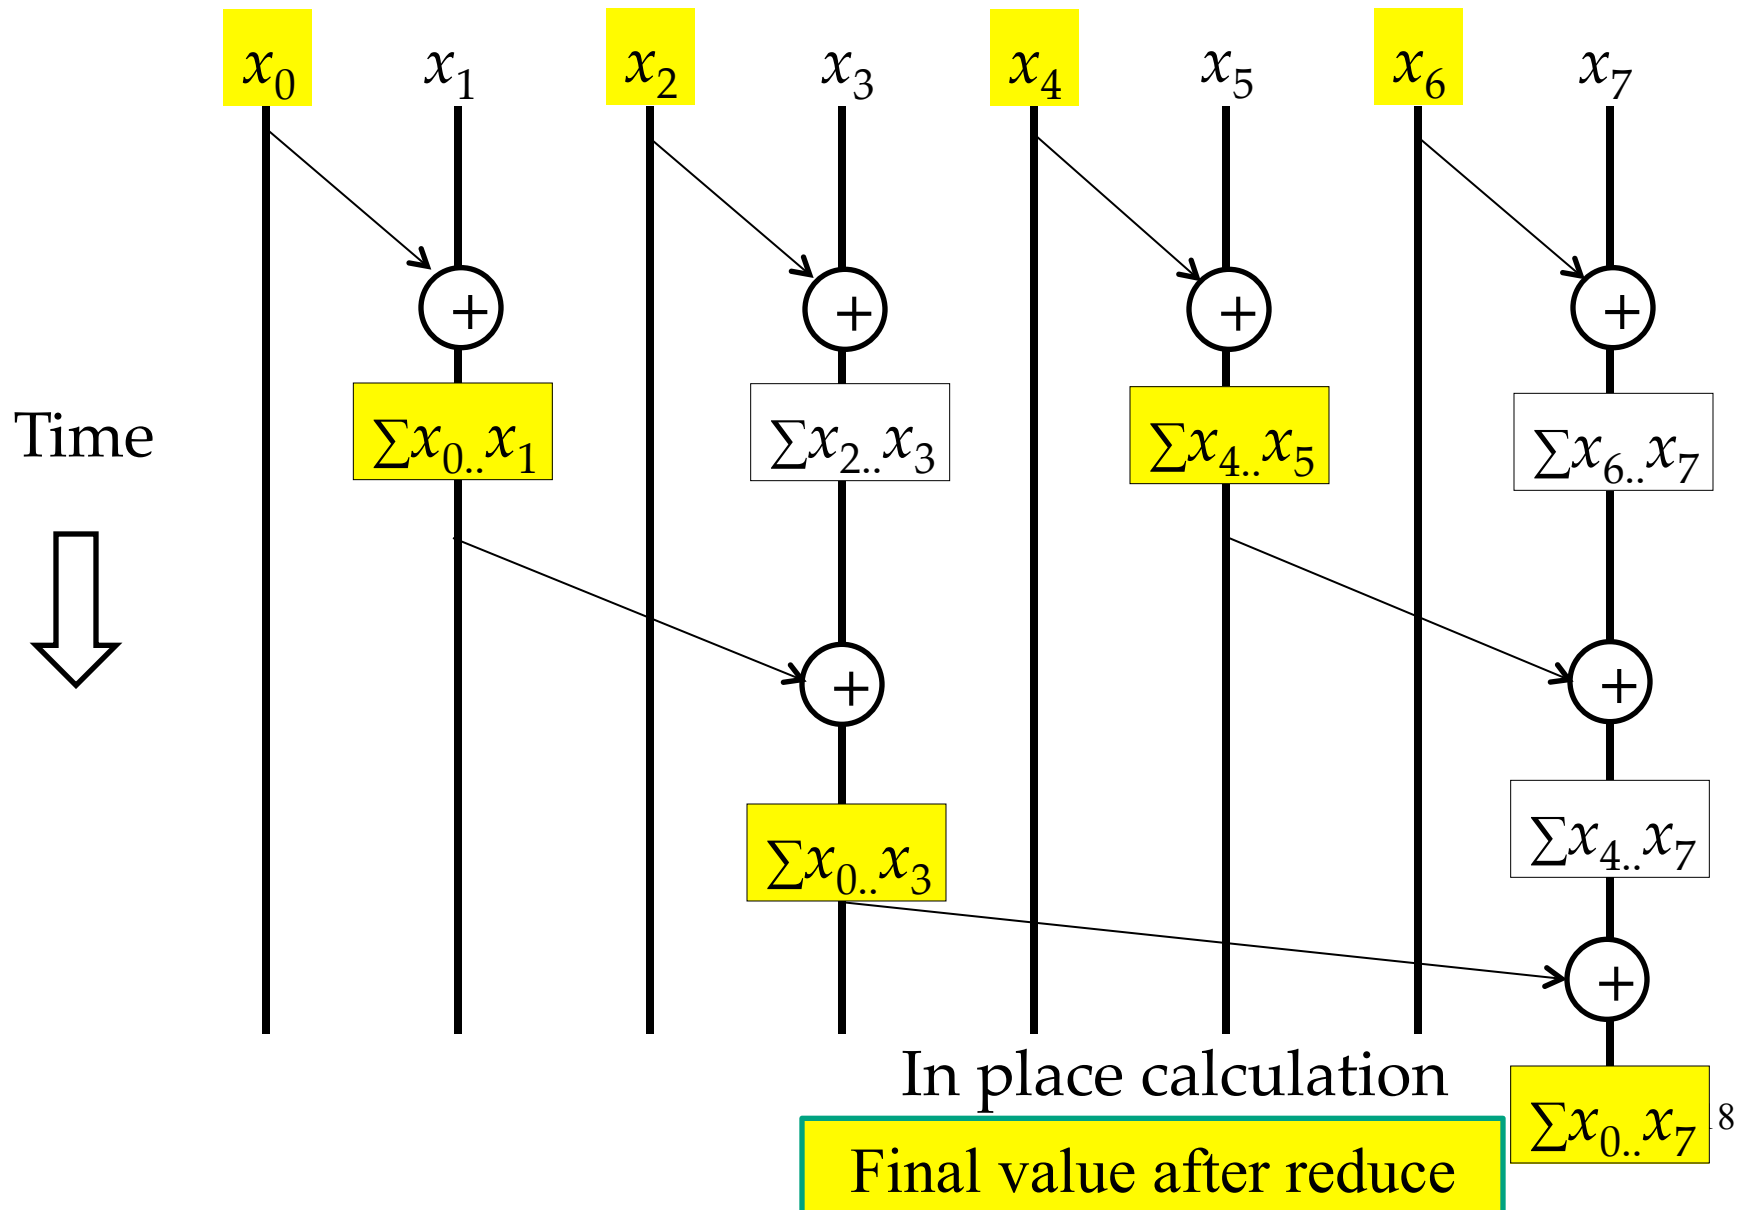 x0 x1 x2 x3 x4 x5 x6 x7
+ + + +
Time
∑x0..x1 ∑x2..x3 ∑x4..x5 ∑x6..x7
+ +
∑x0..x3 ∑x4..x7
+
In place calculation
∑x0..x7 8
Final value after reduce